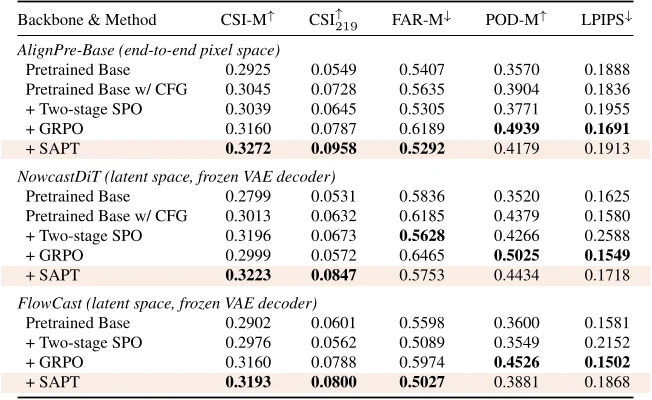 Backbone & Method CSI-M↑ CSI↑219 FAR-M↓ POD-M↑ LPIPS↓
AlignPre-Base (end-to-end pixel space)
Pretrained Base 0.2925 0.0549 0.5407 0.3570 0.1888
Pretrained Base w/ CFG 0.3045 0.0728 0.5635 0.3904 0.1836
+ Two-stage SPO 0.3039 0.0645 0.5305 0.3771 0.1955
+ GRPO 0.3160 0.0787 0.6189 0.4939 0.1691
+ SAPT 0.3272 0.0958 0.5292 0.4179 0.1913
NowcastDiT (latent space, frozen VAE decoder)
Pretrained Base 0.2799 0.0531 0.5836 0.3520 0.1625
Pretrained Base w/ CFG 0.3013 0.0632 0.6185 0.4379 0.1580
+ Two-stage SPO 0.3196 0.0673 0.5628 0.4266 0.2588
+ GRPO 0.2999 0.0572 0.6465 0.5025 0.1549
+ SAPT 0.3223 0.0847 0.5753 0.4434 0.1718
FlowCast (latent space, frozen VAE decoder)
Pretrained Base 0.2902 0.0601 0.5598 0.3600 0.1581
+ Two-stage SPO 0.2976 0.0562 0.5089 0.3549 0.2152
+ GRPO 0.3160 0.0788 0.5974 0.4526 0.1502
+ SAPT 0.3193 0.0800 0.5027 0.3881 0.1868